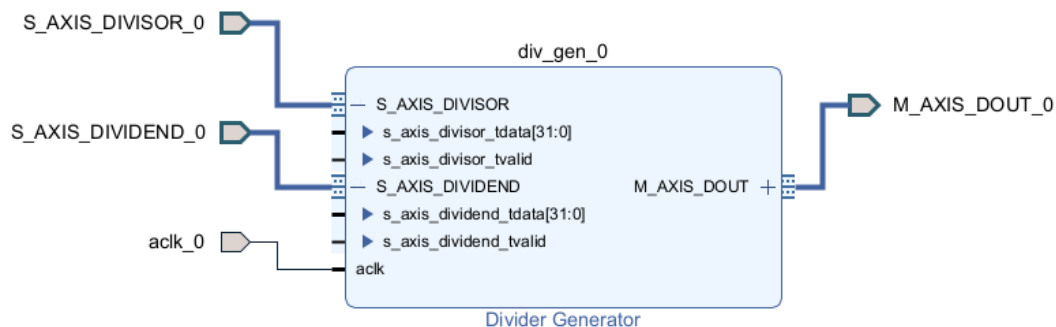 S_AXIS_DIVISOR_0
div_gen_0
S_AXIS_DIVISOR
M_AXIS_DOUT_0
S_AXIS_DIVIDEND_0
s_axis_divisor_tdata[31:0]
s_axis_divisor_tvalid
S_AXIS_DIVIDEND
M_AXIS_DOUT
s_axis_dividend_tdata[31:0]
aclk_0
s_axis_dividend_tvalid
aclk
Divider Generator